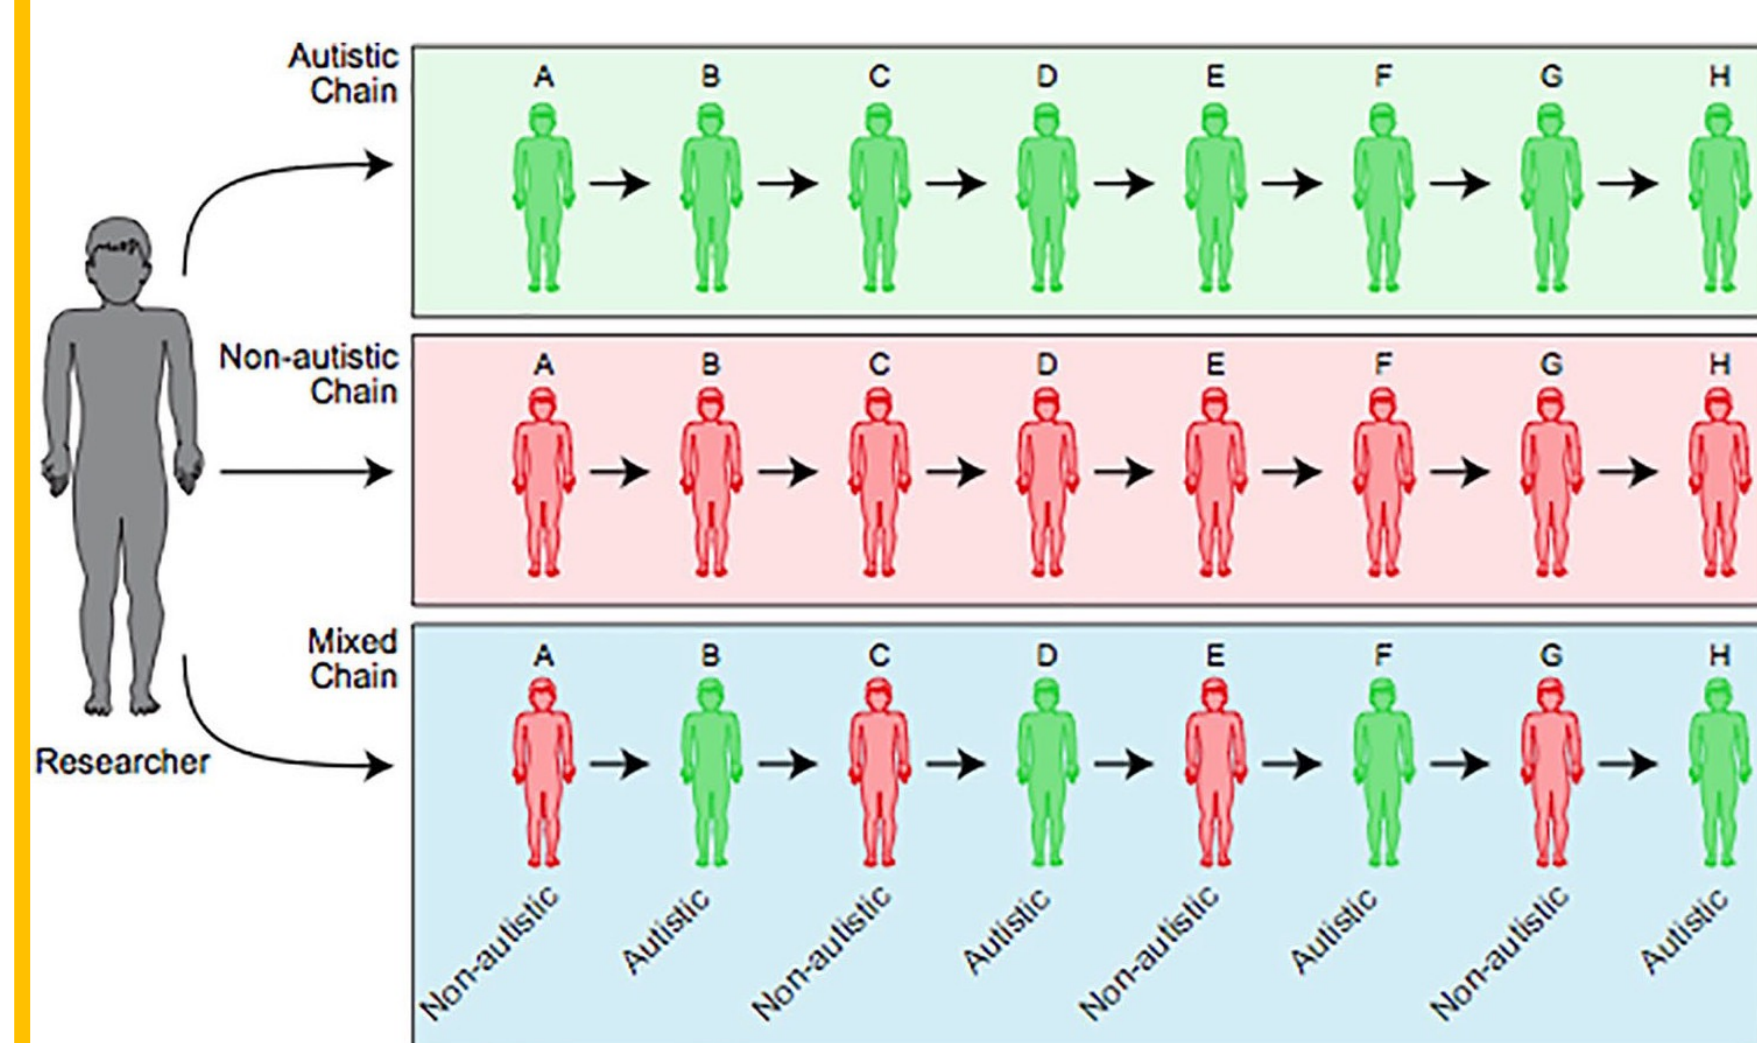 Autistic
Chain
A B C D E F G H
Non-autistic
Chain
A B C D E F G H
Mixed
Chain
A B C D E F G H
Researcher
Non-autistic
Autistic
Non-autistic
Autistic
Non-autistic
Autistic
Non-autistic
Autistic